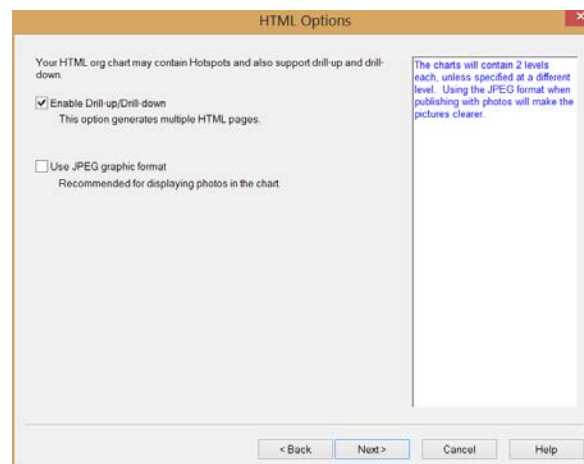 HTML Options
x
Your HTML org chart may contain Hotspots and also support drill-up and drill-
down.
Enable Drill-up/Drill-down
This option generates multiple HTML pages.
Use JPEG graphic format
Recommended for displaying photos in the chart.
The charts will contain 2 levels
each, unless specified at a different
level. Using the JPEG format when
publishing with photos will make the
pictures clearer.
< Back
Next >
Cancel
Help